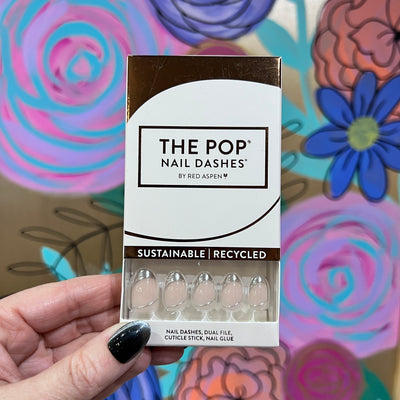 THE POP®
NAIL DASHES®
BY RED ASPEN
SUSTAINABLE | RECYCLED
NAIL DASHES, DUAL FILE,
CUTICLE STICK, NAIL GLUE